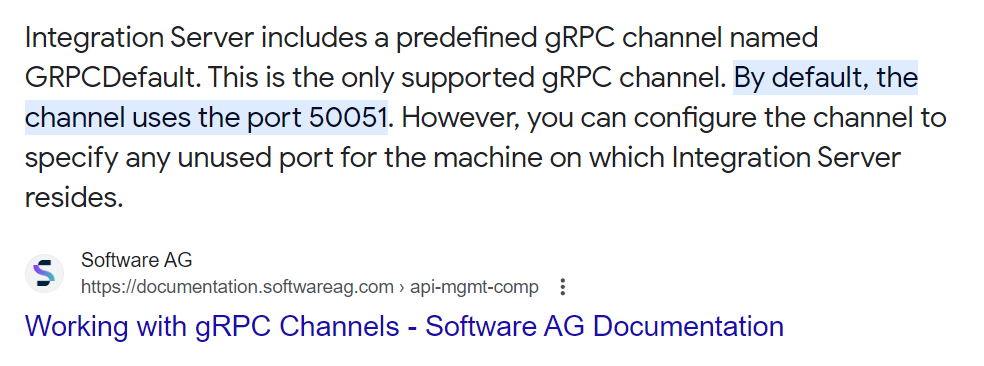 Integration Server includes a predefined gRPC channel named
GRPCDefault. This is the only supported gRPC channel. By default, the
channel uses the port 50051. However, you can configure the channel to
specify any unused port for the machine on which Integration Server
resides.
Software AG
https://documentation.softwareag.com › api-mgmt-comp
Working with gRPC Channels - Software AG Documentation